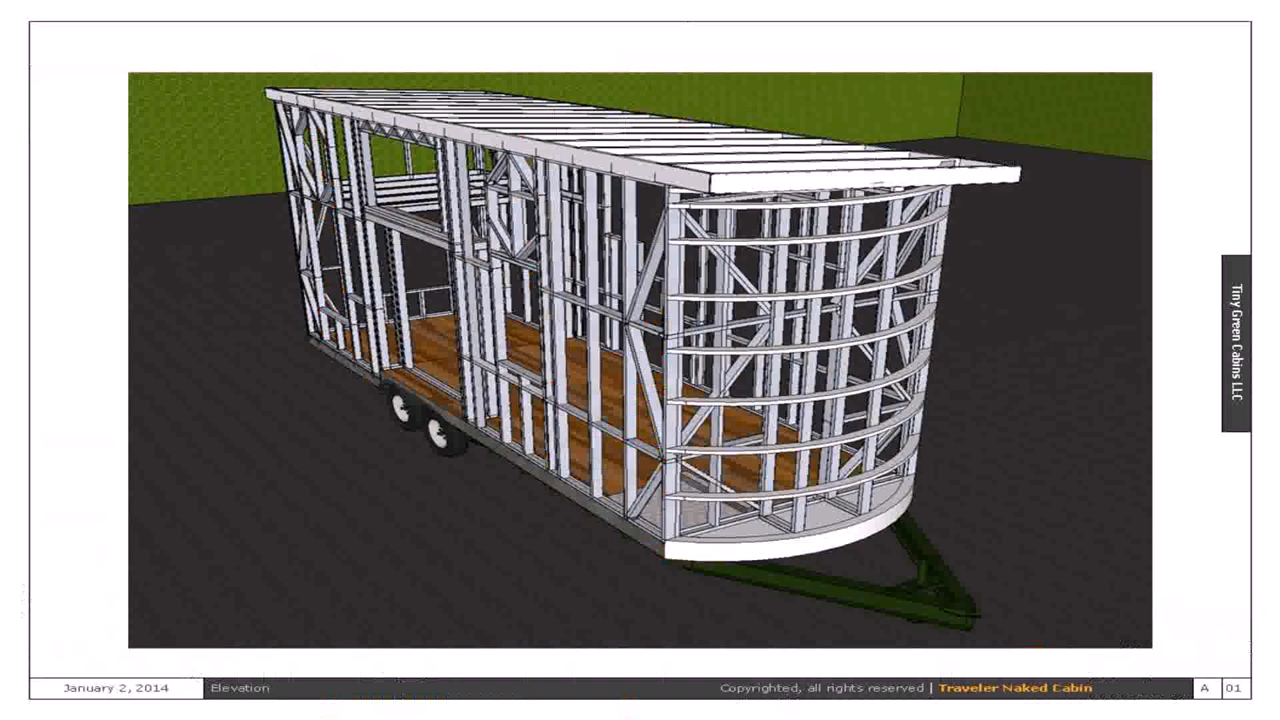 Tiny Green Cabins LLC
January 2, 2014
Elevation
Copyrighted, all rights reserved | Traveler Naked Cabin
A 01